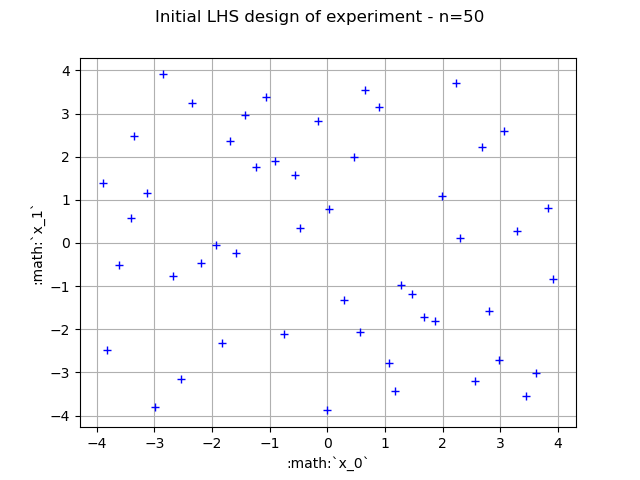 Initial LHS design of experiment - n=50
:math:`x_1`
4
3
2
1
0
−1
−2
−3
−4
−4 −3 −2 −1 0 1 2 3 4
:math:`x_0`